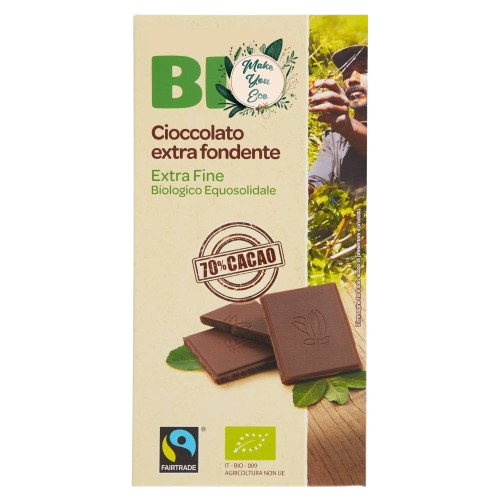 BIO
Make
You
Eco
Cioccolato
extra fondente
Extra Fine
Biologico Equosolidale
70% CACAO
®
FAIRTRADE
IT - BIO - 009
AGRICOLTURA NON UE